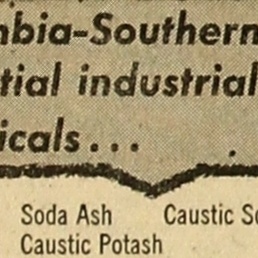 mbia-Southern
tial industrial
icals...
Soda Ash Caustic So
Caustic Potash